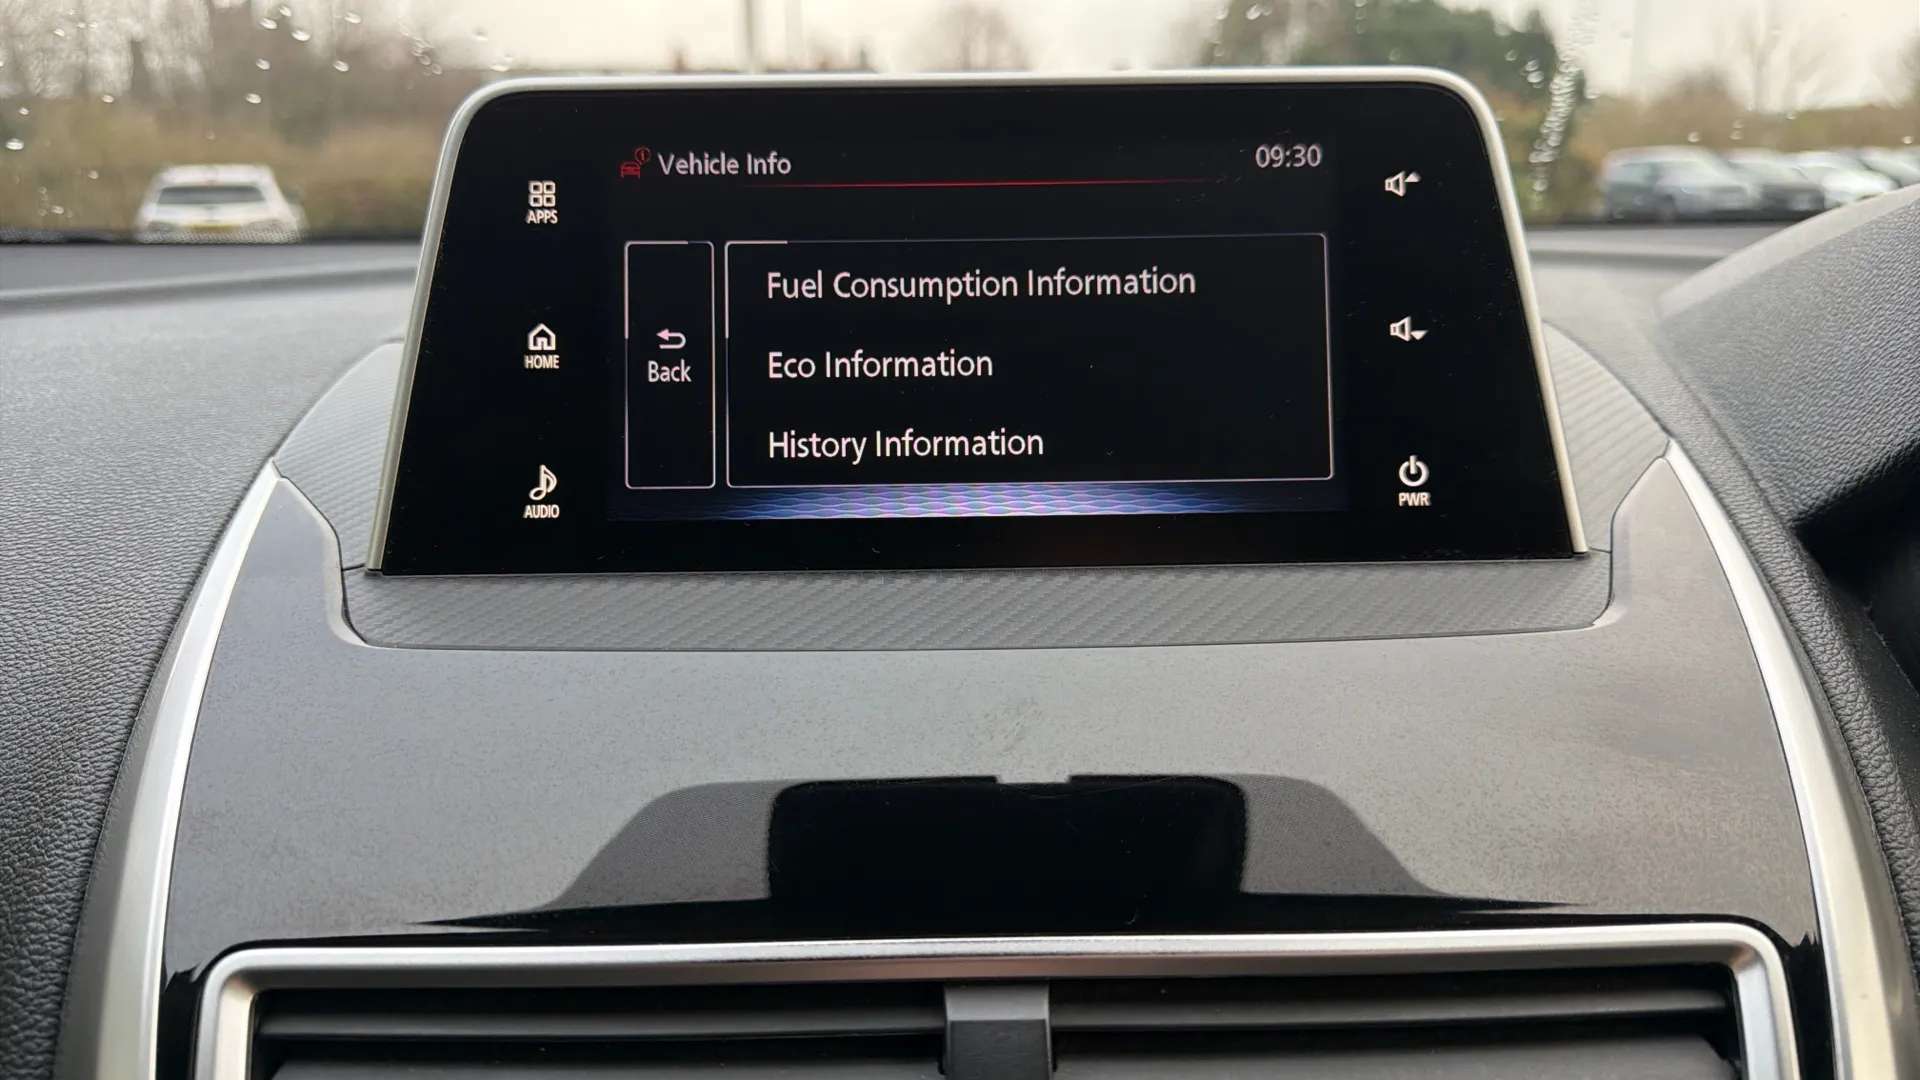 Vehicle Info
09:30
APPS
HOME
AUDIO
Back
Fuel Consumption Information
Eco Information
History Information
PWR